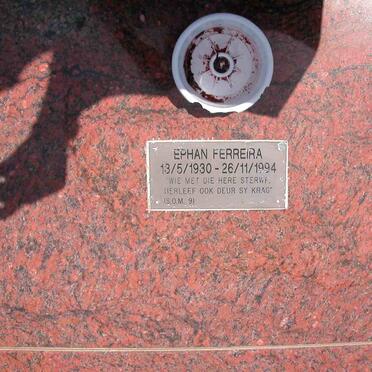 EPHAN FERREIRA
13/5/1930 - 26/11/1994
"WIE MET DIE HERE STERWE,
HERLEEF OOK DEUR SY KRAG"
(S.O.M. 9)